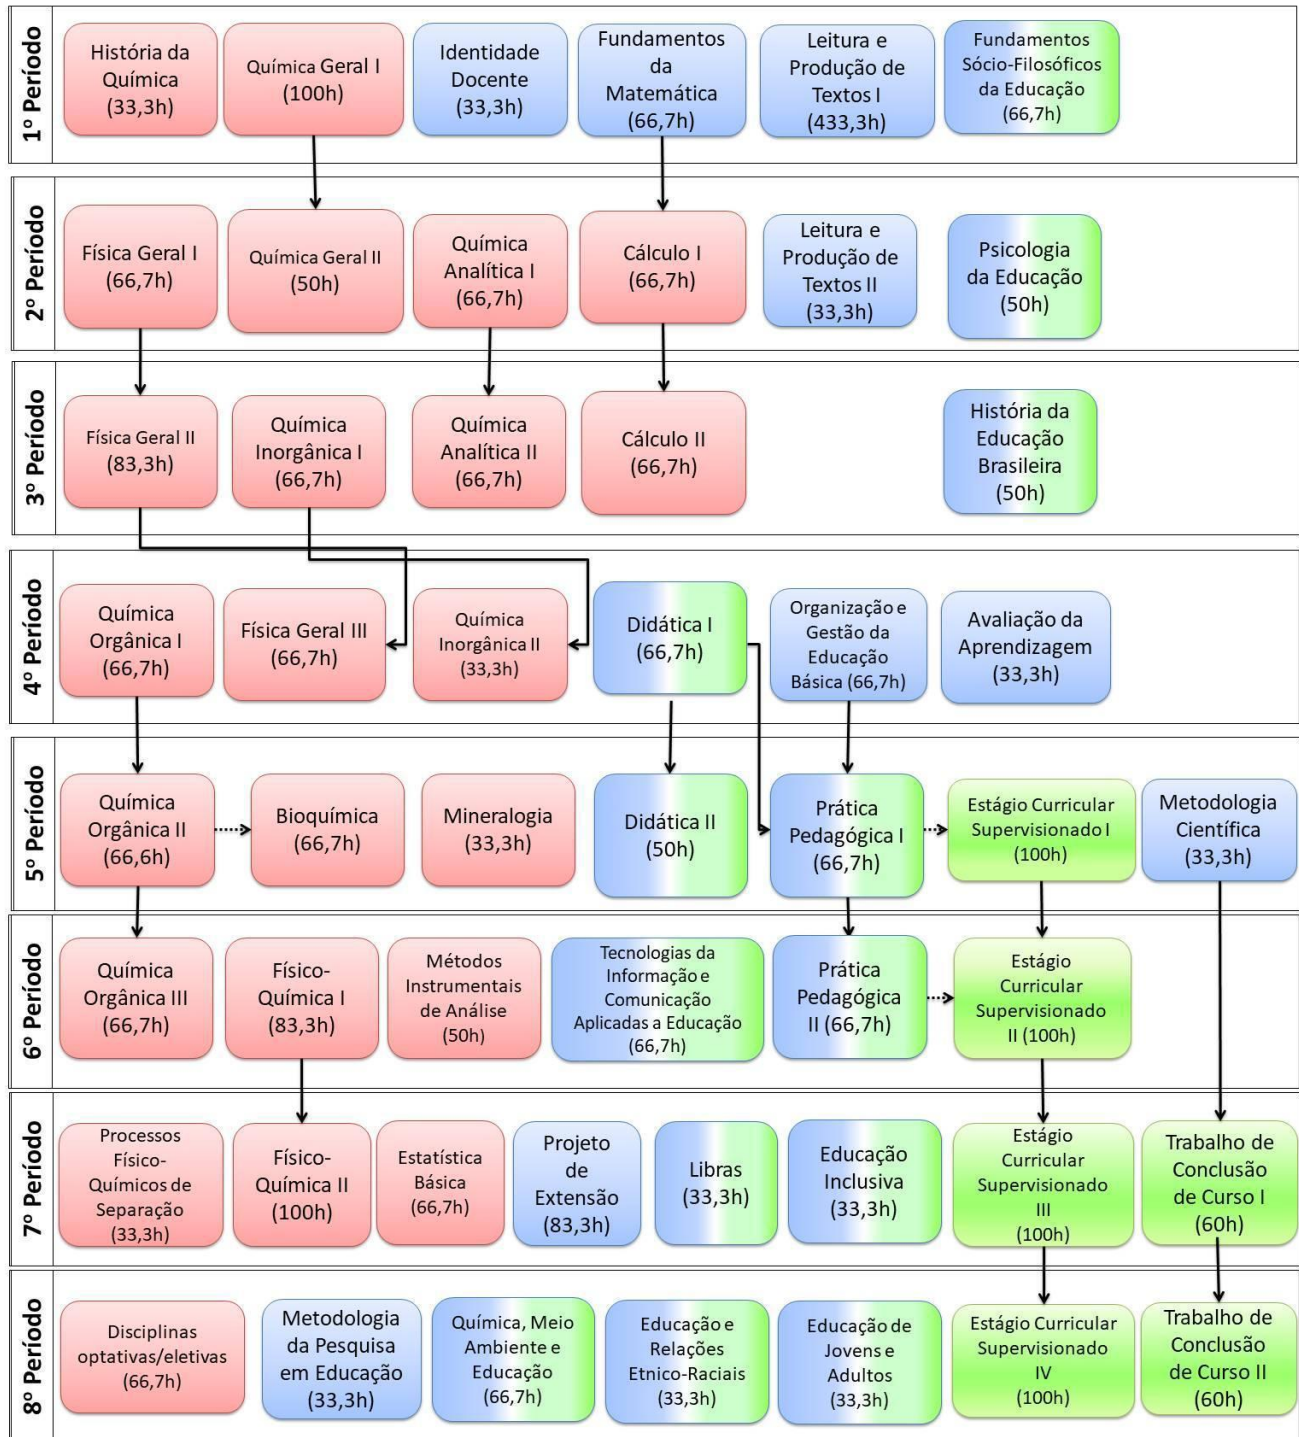 1º Período
História da
Química
(33,3h)
Química Geral I
(100h)
Identidade
Docente
(33,3h)
Fundamentos
da
Matemática
(66,7h)
Leitura e
Produção de
Textos I
(433,3h)
Fundamentos
Sócio-Filosóficos
da Educação
(66,7h)
2º Período
Física Geral I
(66,7h)
Química Geral II
(50h)
Química
Analítica I
(66,7h)
Cálculo I
(66,7h)
Leitura e
Produção de
Textos II
(33,3h)
Psicologia
da Educação
(50h)
3º Período
Física Geral II
(83,3h)
Química
Inorgânica I
(66,7h)
Química
Analítica II
(66,7h)
Cálculo II
(66,7h)
História da
Educação
Brasileira
(50h)
4º Período
Química
Orgânica I
(66,7h)
Física Geral III
(66,7h)
Química
Inorgânica II
(33,3h)
Didática I
(66,7h)
Organização e
Gestão da
Educação
Básica (66,7h)
Avaliação da
Aprendizagem
(33,3h)
5º Período
Química
Orgânica II
(66,6h)
Bioquímica
(66,7h)
Mineralogia
(33,3h)
Didática II
(50h)
Prática
Pedagógica I
(66,7h)
Estágio Curricular
Supervisionado I
(100h)
Metodologia
Científica
(33,3h)
6º Período
Química
Orgânica III
(66,7h)
Físico-
Química I
(83,3h)
Métodos
Instrumentais
de Análise
(50h)
Tecnologias da
Informação e
Comunicação
Aplicadas a Educação
(66,7h)
Prática
Pedagógica
II (66,7h)
Estágio
Curricular
Supervisionado
II (100h)
7º Período
Processos
Físico-
Químicos de
Separação
(33,3h)
Físico-
Química II
(100h)
Estatística
Básica
(66,7h)
Projeto
de
Extensão
(83,3h)
Libras
(33,3h)
Educação
Inclusiva
(33,3h)
Estágio
Curricular
Supervisionado
III
(100h)
Trabalho de
Conclusão
de Curso I
(60h)
8º Período
Disciplinas
optativas/eletivas
(66,7h)
Metodologia
da Pesquisa
em Educação
(33,3h)
Química, Meio
Ambiente e
Educação
(66,7h)
Educação e
Relações
Etnico-Raciais
(33,3h)
Educação de
Jovens e
Adultos
(33,3h)
Estágio Curricular
Supervisionado
IV
(100h)
Trabalho de
Conclusão
de Curso II
(60h)